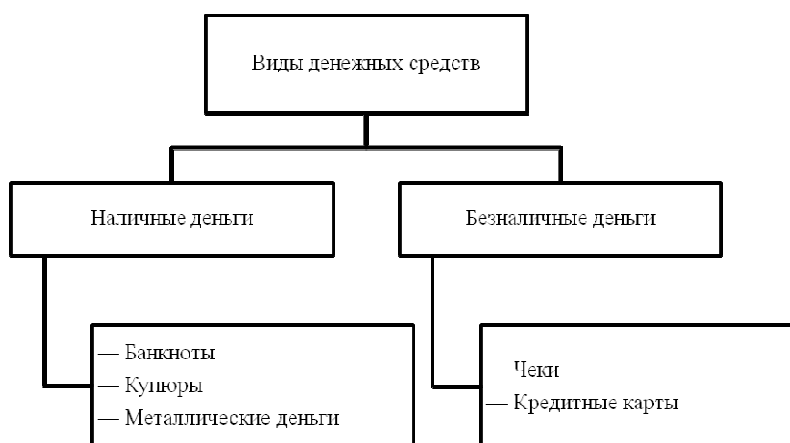 Виды денежных средств
Наличные деньги
Безналичные деньги
— Банкноты
— Купюры
— Металлические деньги
Чеки
— Кредитные карты